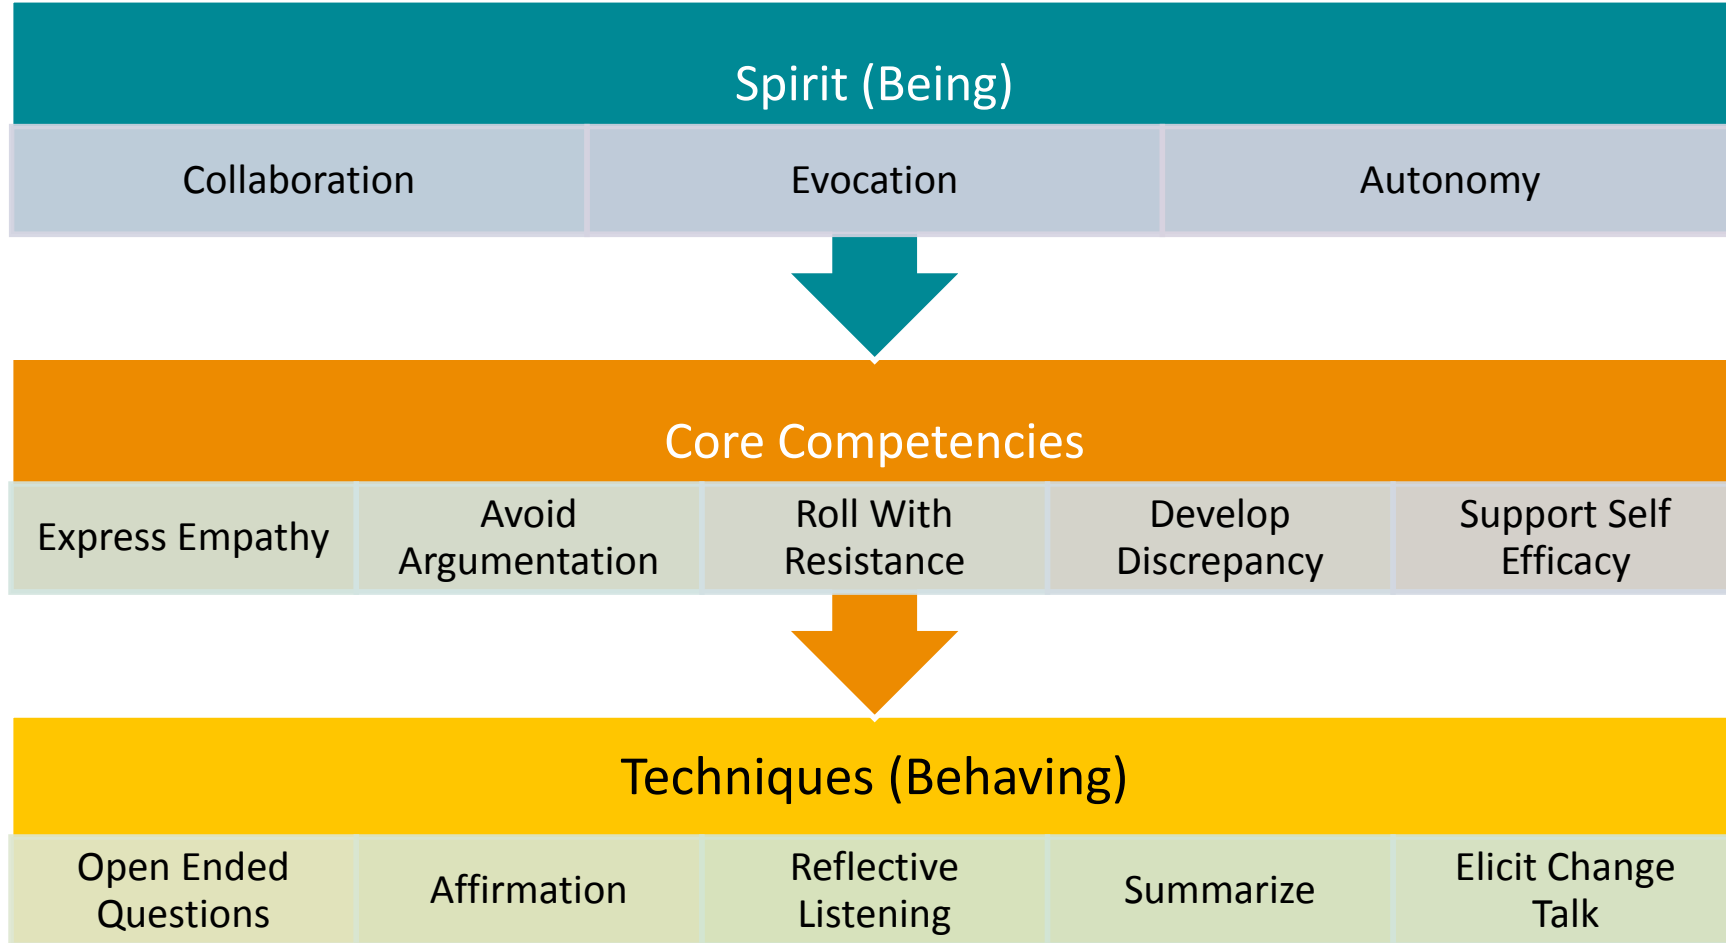 Spirit (Being)
Collaboration
Evocation
Autonomy
Core Competencies
Express Empathy
Avoid
Argumentation
Roll With
Resistance
Develop
Discrepancy
Support Self
Efficacy
Techniques (Behaving)
Open Ended
Questions
Affirmation
Reflective
Listening
Summarize
Elicit Change
Talk